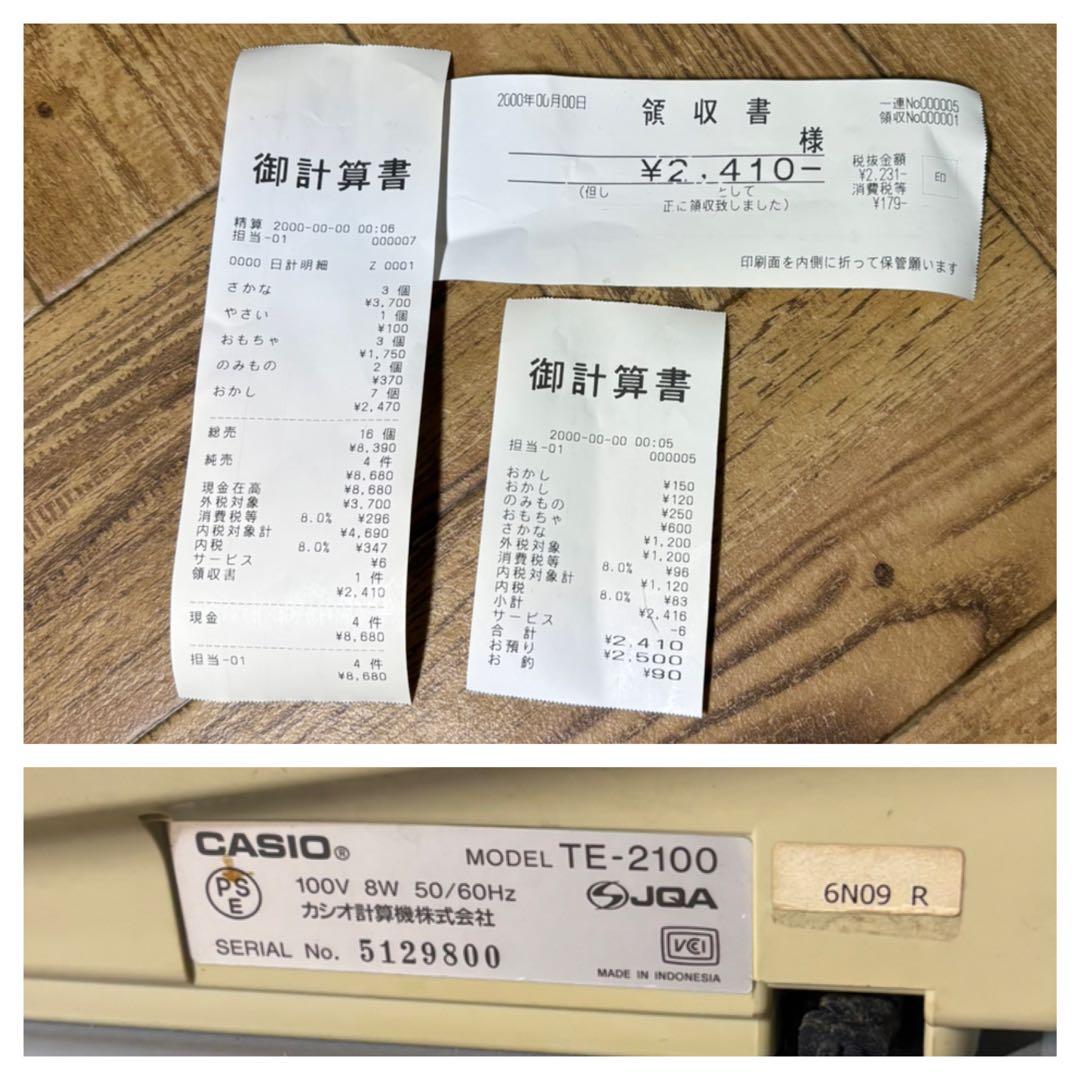 御計算書
精算 2000-00-00 00:06
担当-01 000007
0000 日計明細 Z 0001
さかな 3 個
¥3,700
やさい 1 個
¥100
おもちゃ 3 個
¥1,750
のみもの 2 個
¥370
おかし 7 個
¥2,470
総売 16 個
¥8,390
純売 4 件
¥8,680
現金在高 ¥8,680
外税対象 ¥3,700
消費税等 8.0% ¥296
内税対象計 ¥4,690
内税 8.0% ¥347
サービス ¥6
領収書 1 件
¥2,410
現金 4 件
¥8,680
担当-01 4 件
¥8,680
2000年00月00日 領収書 一連No000005
領収No000001
様
¥2,410-
税抜金額
¥2,231-
消費税等
¥179-
印
(但し として
正に領収致しました)
印刷面を内側に折って保管願います
御計算書
2000-00-00 00:05
担当-01 000005
おかし ¥150
おかし ¥120
のみもの ¥250
おもちゃ ¥600
さかな ¥1,200
外税対象 ¥1,200
消費税等 8.0% ¥96
内税対象計 ¥1,120
内税 8.0% ¥83
小計 ¥2,416
サービス -6
合計 ¥2,410
お預り ¥2,500
お釣 ¥90
CASIO® MODEL TE-2100
PSE 100V 8W 50/60Hz JQA
カシオ計算機株式会社
SERIAL No. 5129800 VCCI
MADE IN INDONESIA
6N09 R